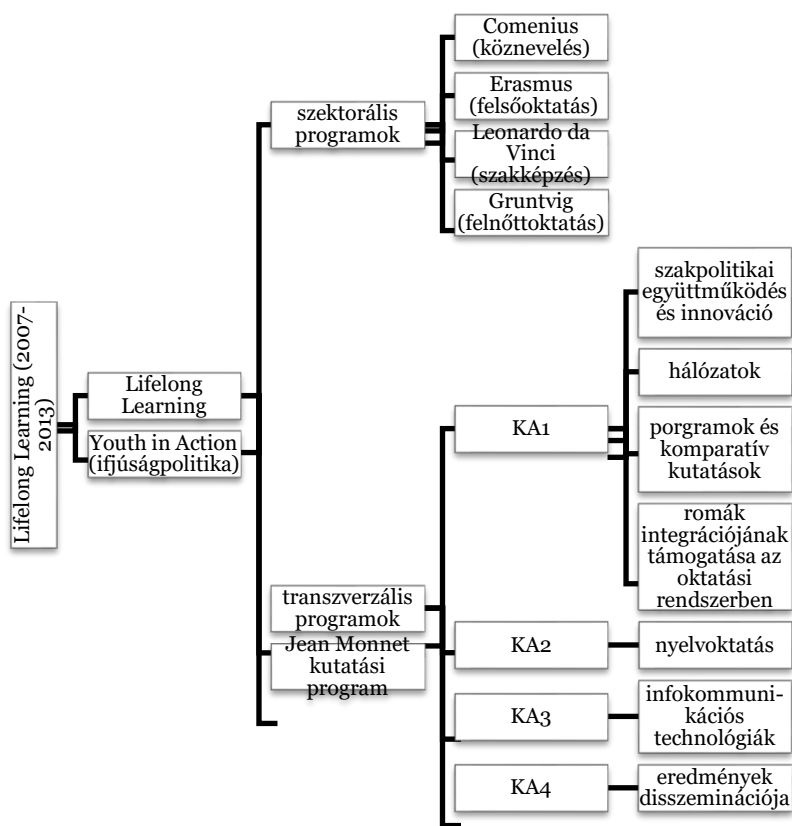 Lifelong Learning (2007-
2013)
Lifelong
Learning
Youth in Action
(ifjúságpolitika)
szektorális
programok
Comenius
(köznevelés)
Erasmus
(felsőoktatás)
Leonardo da
Vinci
(szakképzés)
Gruntvig
(felnőttoktatás)
transzverzális
programok
Jean Monnet
kutatási
program
KA1
szakpolitikai
együttműködés
és innováció
hálózatok
porgramok és
komparatív
kutatások
romák
integrációjának
támogatása az
oktatási
rendszerben
KA2
nyelvoktatás
KA3
infokommuni-
kációs
technológiák
KA4
eredmények
disszeminációja